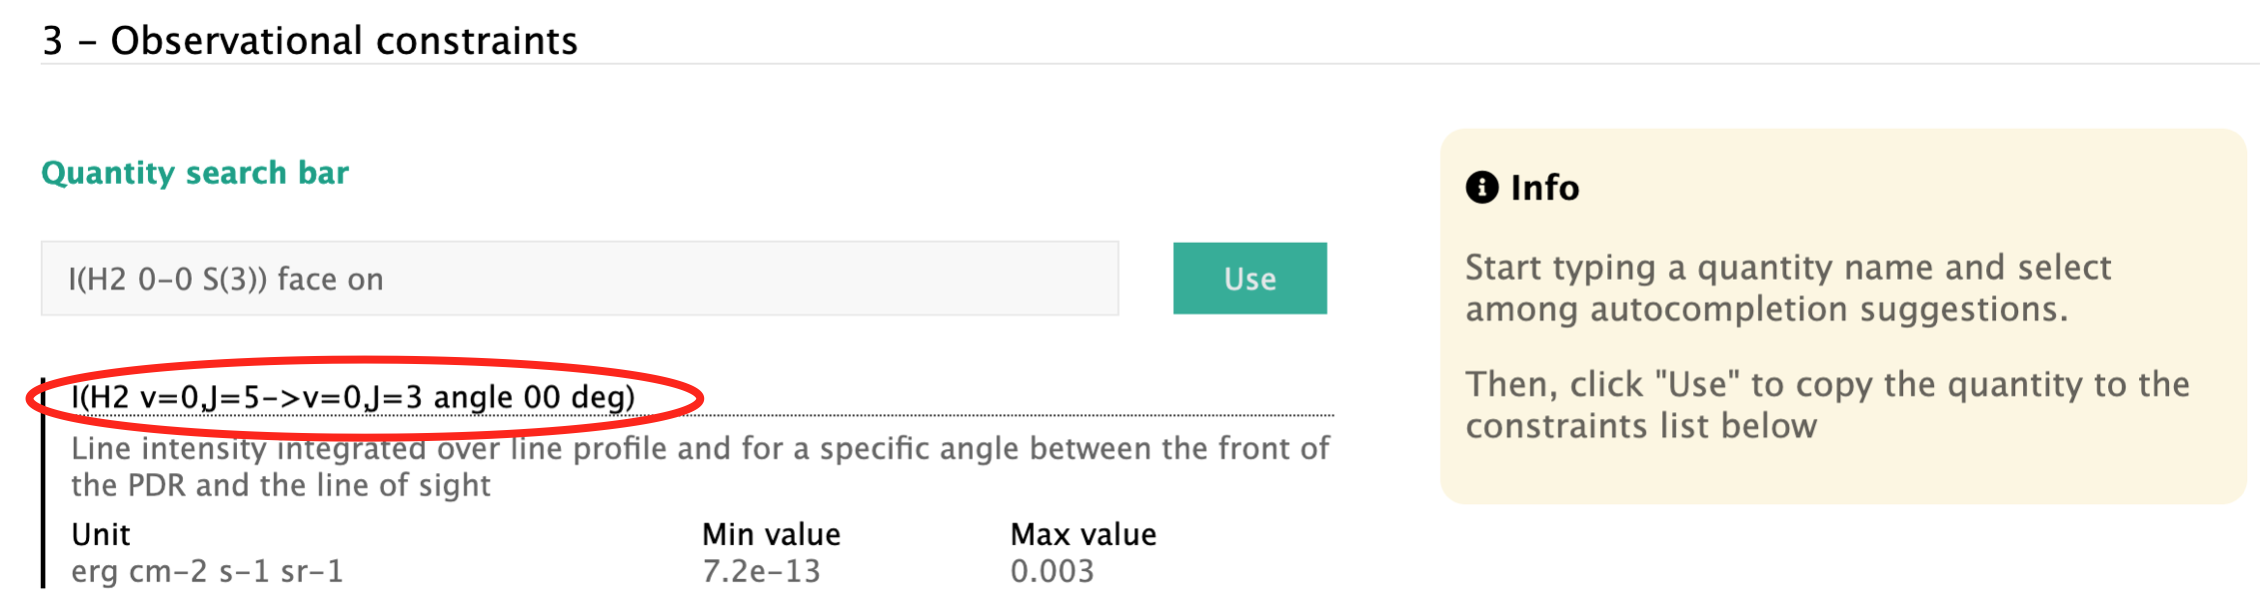 3 – Observational constraints
Quantity search bar
I(H2 0-0 S(3)) face on
Use
I(H2 v=0,J=5->v=0,J=3 angle 00 deg)
Line intensity integrated over line profile and for a specific angle between the front of
the PDR and the line of sight
Unit Min value Max value
erg cm-2 s-1 sr-1 7.2e-13 0.003
Info
Start typing a quantity name and select
among autocompletion suggestions.
Then, click "Use" to copy the quantity to the
constraints list below